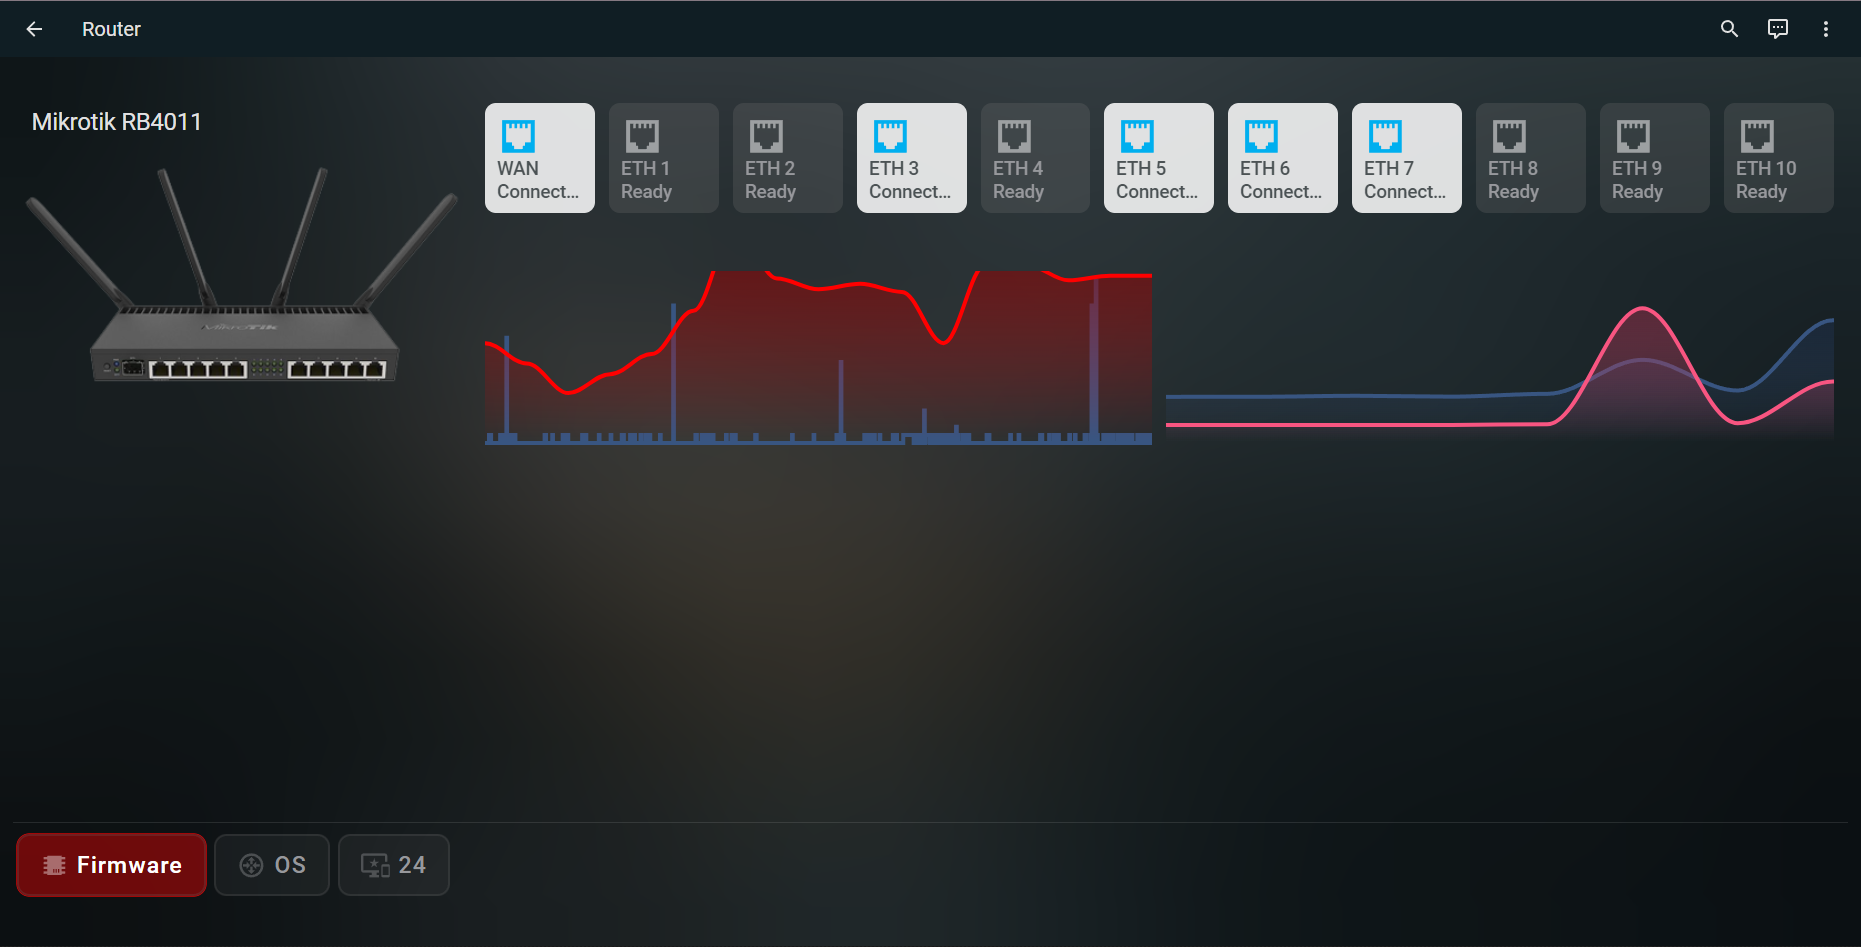 Router
Mikrotik RB4011
WAN
Connect...
ETH 1
Ready
ETH 2
Ready
ETH 3
Connect...
ETH 4
Ready
ETH 5
Connect...
ETH 6
Connect...
ETH 7
Connect...
ETH 8
Ready
ETH 9
Ready
ETH 10
Ready
MikroTik
Firmware
OS
24